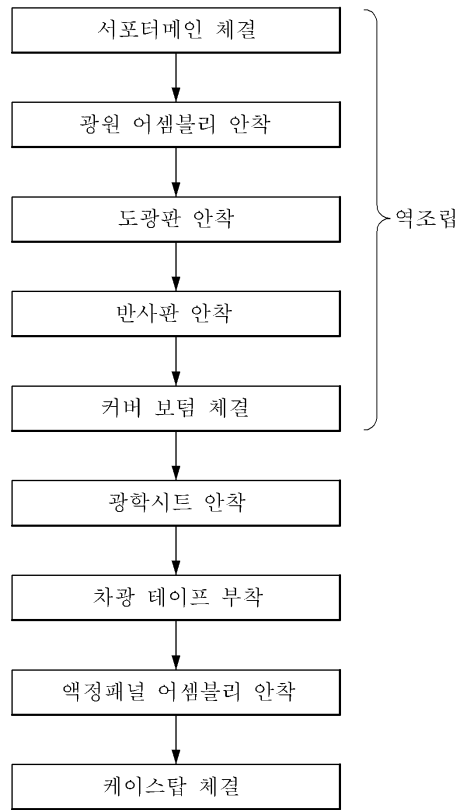 서포터메인 체결
광원 어셈블리 안착
도광판 안착
역조립
반사판 안착
커버 보텀 체결
광학시트 안착
차광 테이프 부착
액정패널 어셈블리 안착
케이스탑 체결